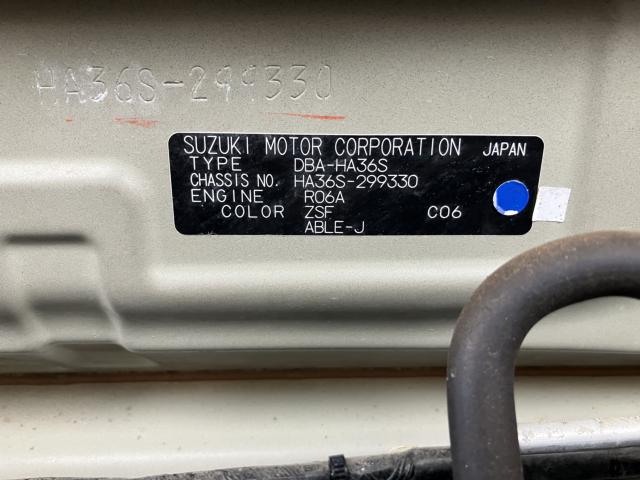 HA36S-299330
SUZUKI MOTOR CORPORATION JAPAN
TYPE DBA-HA36S
CHASSIS NO. HA36S-299330
ENGINE R06A
COLOR ZSF C06
ABLE-J